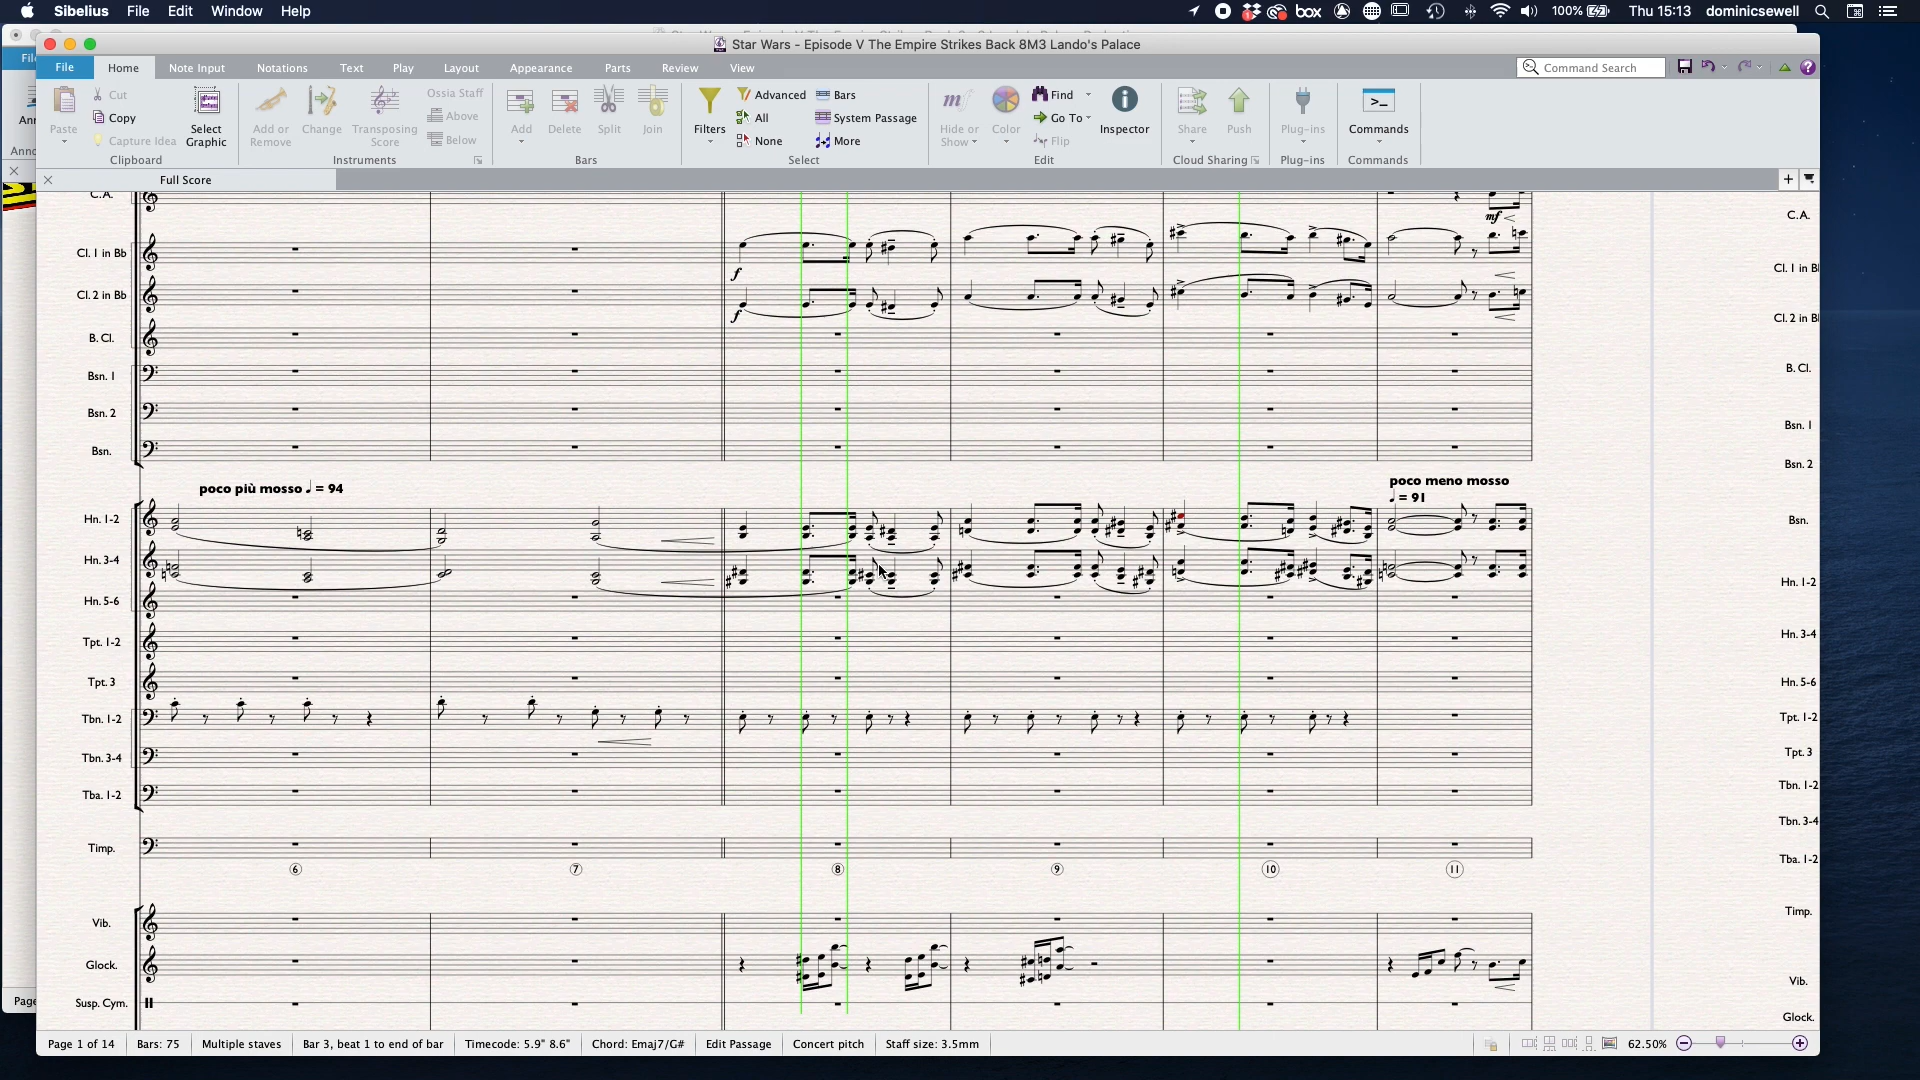 Sibelius File Edit Window Help
box 100% Thu 15:13 dominicsewell
Star Wars - Episode V The Empire Strikes Back 8M3 Lando's Palace
File Home Note Input Notations Text Play Layout Appearance Parts Review View Command Search
Paste Cut Copy Capture Idea Select Graphic
Clipboard
Add or Remove Change Transposing Score Ossia Staff Above Below
Instruments
Add Delete Split Join
Bars
Filters Advanced All None Bars System Passage More
Select
Hide or Show Color Find Go To Flip Inspector
Edit
Share Push
Cloud Sharing
Plug-ins
Plug-ins
Commands
Commands
Full Score
C.A.
mf
C.A.
Cl. 1 in Bb
Cl. 1 in B
f
Cl. 2 in Bb
Cl. 2 in B
f
B. Cl.
B. Cl.
Bsn. 1
Bsn. 1
Bsn. 2
Bsn. 2
Bsn.
poco più mosso ♩ = 94
poco meno mosso
♩ = 91
Hn. 1-2
Bsn.
Hn. 3-4
Hn. 1-2
Hn. 5-6
Hn. 3-4
Tpt. 1-2
Tpt. 3
Hn. 5-6
Tbn. 1-2
Tpt. 1-2
Tbn. 3-4
Tpt. 3
Tba. 1-2
Tbn. 1-2
Tbn. 3-4
Timp.
Tba. 1-2
6 7 8 9 10 11
Timp.
Vib.
Glock.
Vib.
Susp. Cym.
Glock.
Page 1 of 14 Bars: 75 Multiple staves Bar 3, beat 1 to end of bar Timecode: 5.9" 8.6" Chord: Emaj7/G# Edit Passage Concert pitch Staff size: 3.5mm 62.50%